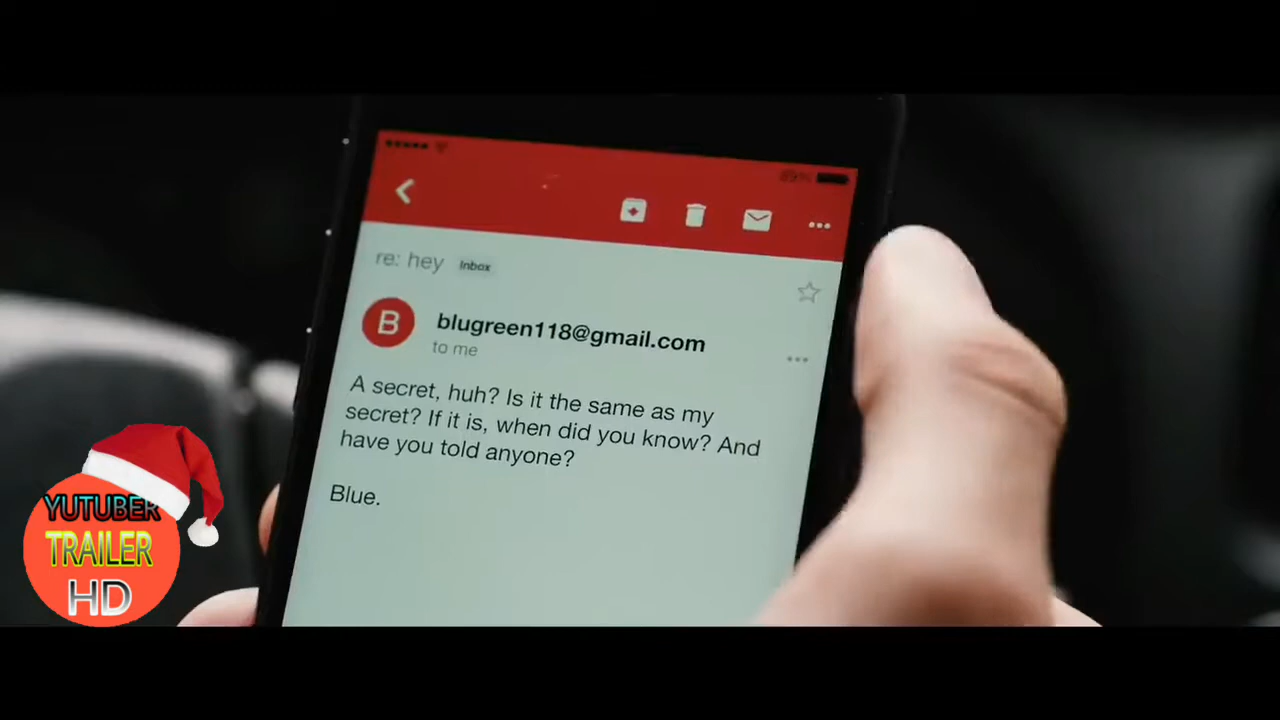 89%
re: hey Inbox
B
blugreen118@gmail.com
to me
A secret, huh? Is it the same as my
secret? If it is, when did you know? And
have you told anyone?
Blue.
YUTUBER
TRAILER
HD